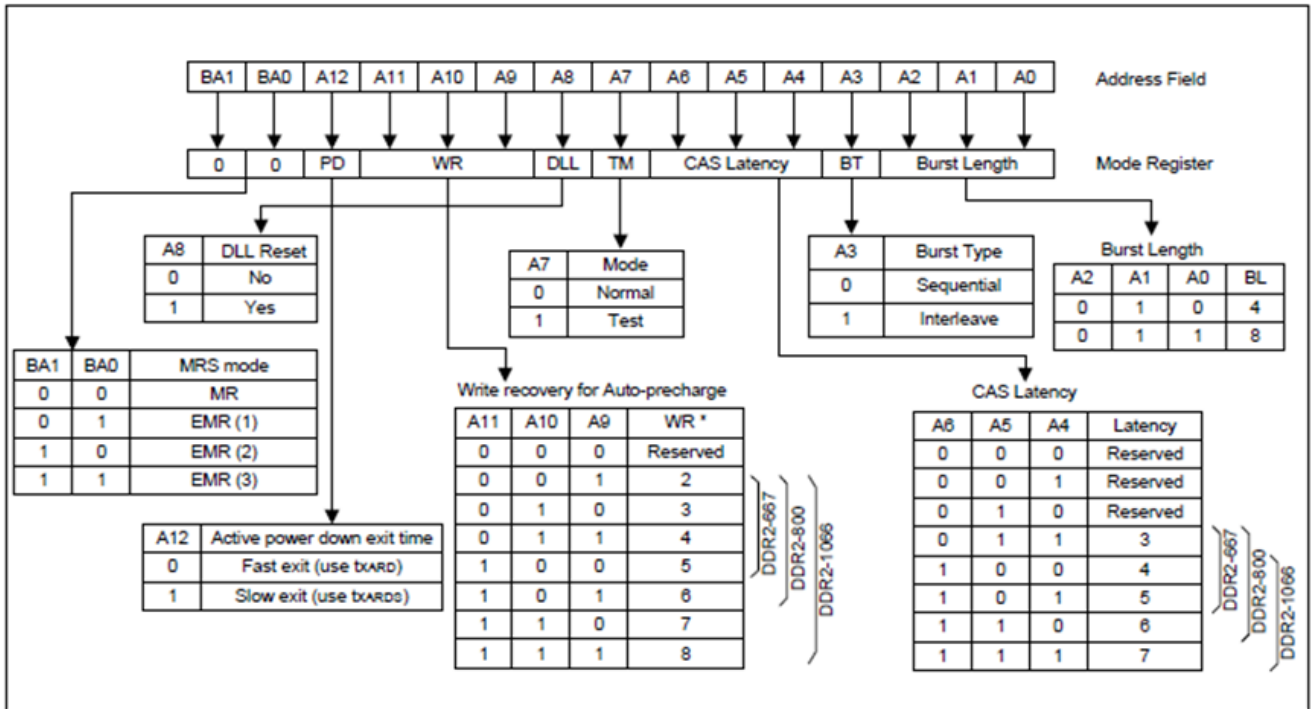 BA1 BA0 A12 A11 A10 A9 A8 A7 A6 A5 A4 A3 A2 A1 A0 Address Field
0 0 PD WR DLL TM CAS Latency BT Burst Length Mode Register
A8 DLL Reset
0 No
1 Yes
A7 Mode
0 Normal
1 Test
A3 Burst Type
0 Sequential
1 Interleave
Burst Length
A2 A1 A0 BL
0 1 0 4
0 1 1 8
BA1 BA0 MRS mode
0 0 MR
0 1 EMR (1)
1 0 EMR (2)
1 1 EMR (3)
A12 Active power down exit time
0 Fast exit (use tXARD)
1 Slow exit (use tXARDS)
Write recovery for Auto-precharge
A11 A10 A9 WR *
0 0 0 Reserved
0 0 1 2
0 1 0 3
0 1 1 4
1 0 0 5
1 0 1 6
1 1 0 7
1 1 1 8
DDR2-667
DDR2-800
DDR2-1066
CAS Latency
A6 A5 A4 Latency
0 0 0 Reserved
0 0 1 Reserved
0 1 0 Reserved
0 1 1 3
1 0 0 4
1 0 1 5
1 1 0 6
1 1 1 7
DDR2-667
DDR2-800
DDR2-1066